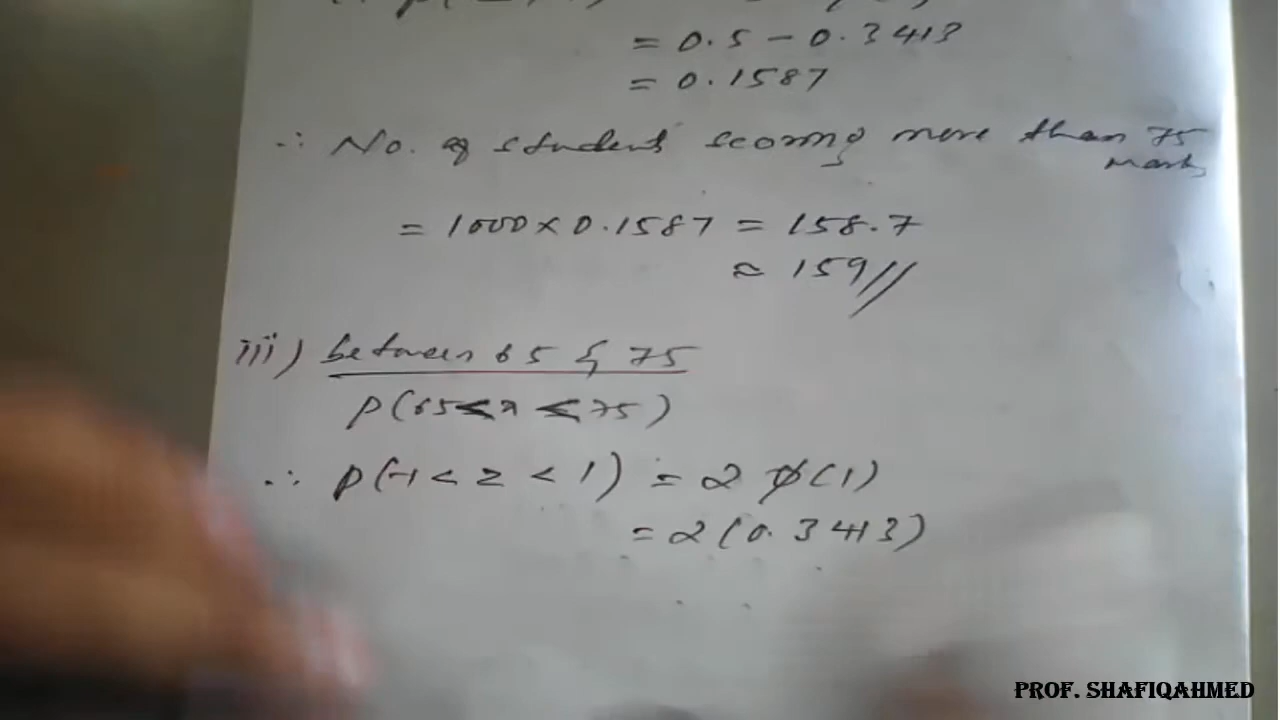 = 0.5 - 0.3413
= 0.1587
∴ No. of student scoring more than 75
marks
= 1000 × 0.1587 = 158.7
≈ 159//
iii) between 65 & 75
P(65 < x < 75)
∴ P(-1 < z < 1) = 2 φ(1)
= 2(0.3413)
PROF. SHAFIQAHMED